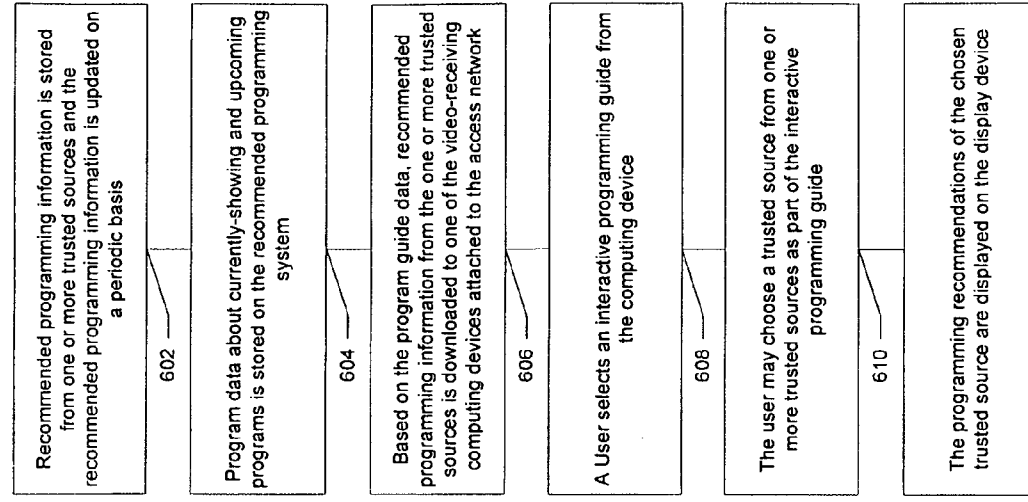 Recommended programming information is stored
from one or more trusted sources and the
recommended programming information is updated on
a periodic basis
602
Program data about currently-showing and upcoming
programs is stored on the recommended programming
system
604
Based on the program guide data, recommended
programming information from the one or more trusted
sources is downloaded to one of the video-receiving
computing devices attached to the access network
606
A User selects an interactive programming guide from
the computing device
608
The user may choose a trusted source from one or
more trusted sources as part of the interactive
programming guide
610
The programming recommendations of the chosen
trusted source are displayed on the display device